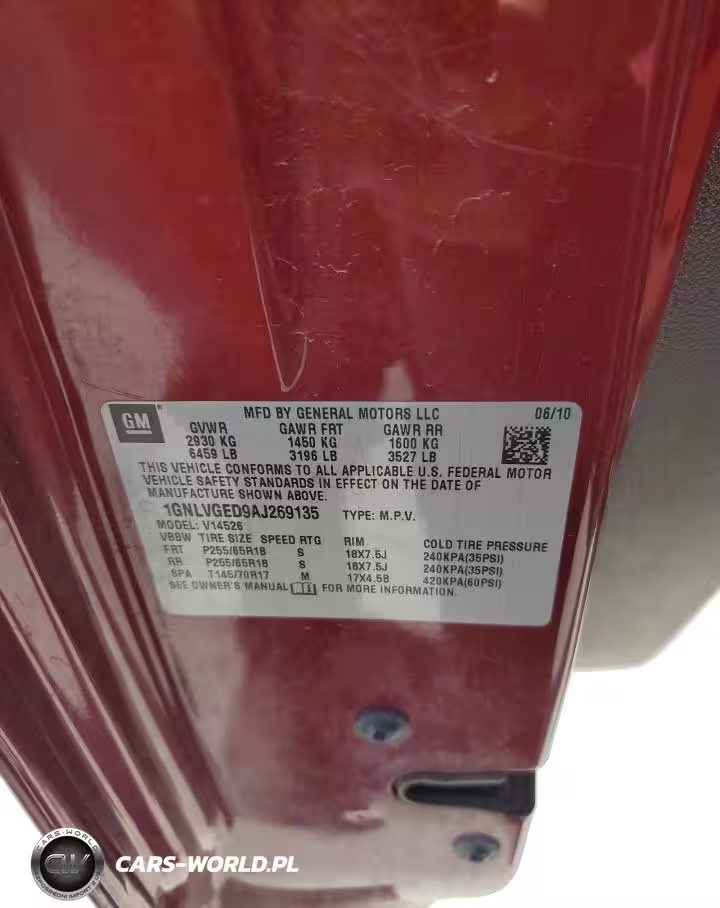 GM
MFD BY GENERAL MOTORS LLC 06/10
GVWR GAWR FRT GAWR RR
2930 KG 1450 KG 1600 KG
6459 LB 3196 LB 3527 LB
THIS VEHICLE CONFORMS TO ALL APPLICABLE U.S. FEDERAL MOTOR
VEHICLE SAFETY STANDARDS IN EFFECT ON THE DATE OF
MANUFACTURE SHOWN ABOVE.
1GNLVGED9AJ269135 TYPE: M.P.V.
MODEL: V14526
VBBW TIRE SIZE SPEED RTG RIM COLD TIRE PRESSURE
FRT P255/65R18 S 18X7.5J 240KPA(35PSI)
RR P255/65R18 S 18X7.5J 240KPA(35PSI)
SPA T145/70R17 M 17X4.5B 420KPA(60PSI)
SEE OWNER'S MANUAL FOR MORE INFORMATION.
CARS-WORLD
CW
CARS-WORLD.PL